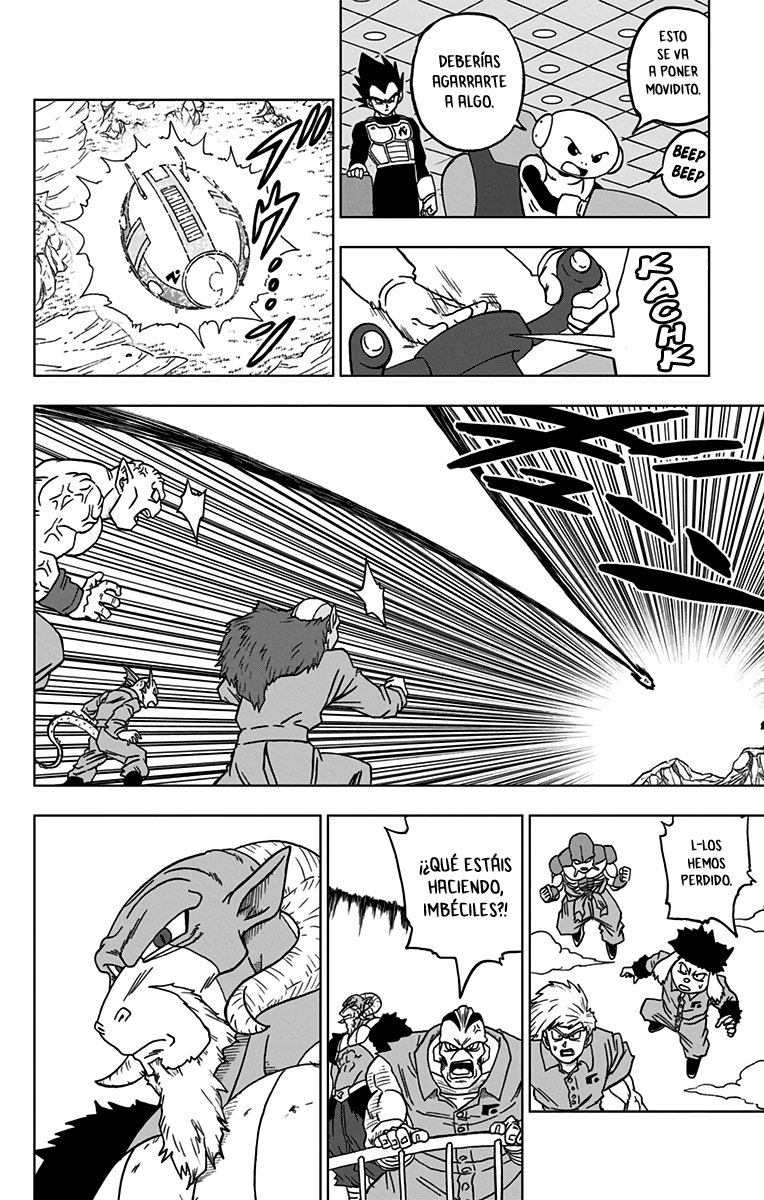 ESTO
SE VA
A PONER
MOVIDITO.
DEBERÍAS
AGARRARTE
A ALGO.
BEEP
BEEP
KACHK
L-LOS
HEMOS
PERDIDO.
¡¿QUÉ ESTÁIS
HACIENDO,
IMBÉCILES?!